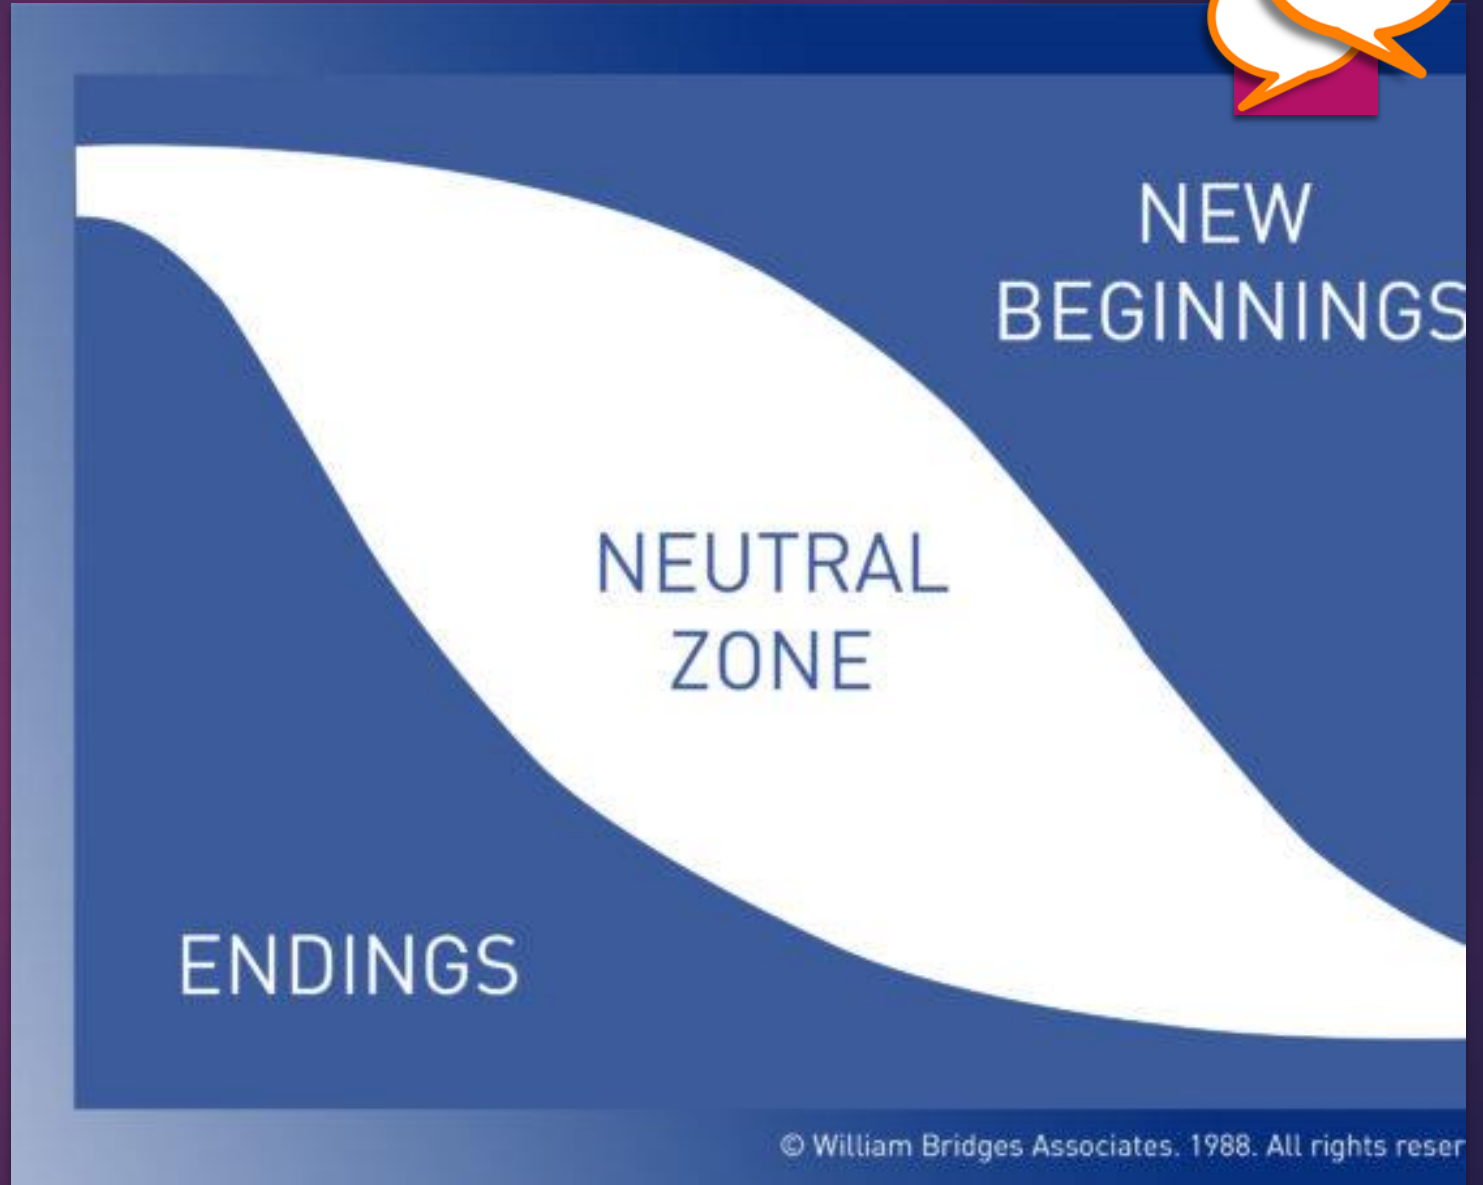 NEW
BEGINNINGS
NEUTRAL
ZONE
ENDINGS
© William Bridges Associates. 1988. All rights reser